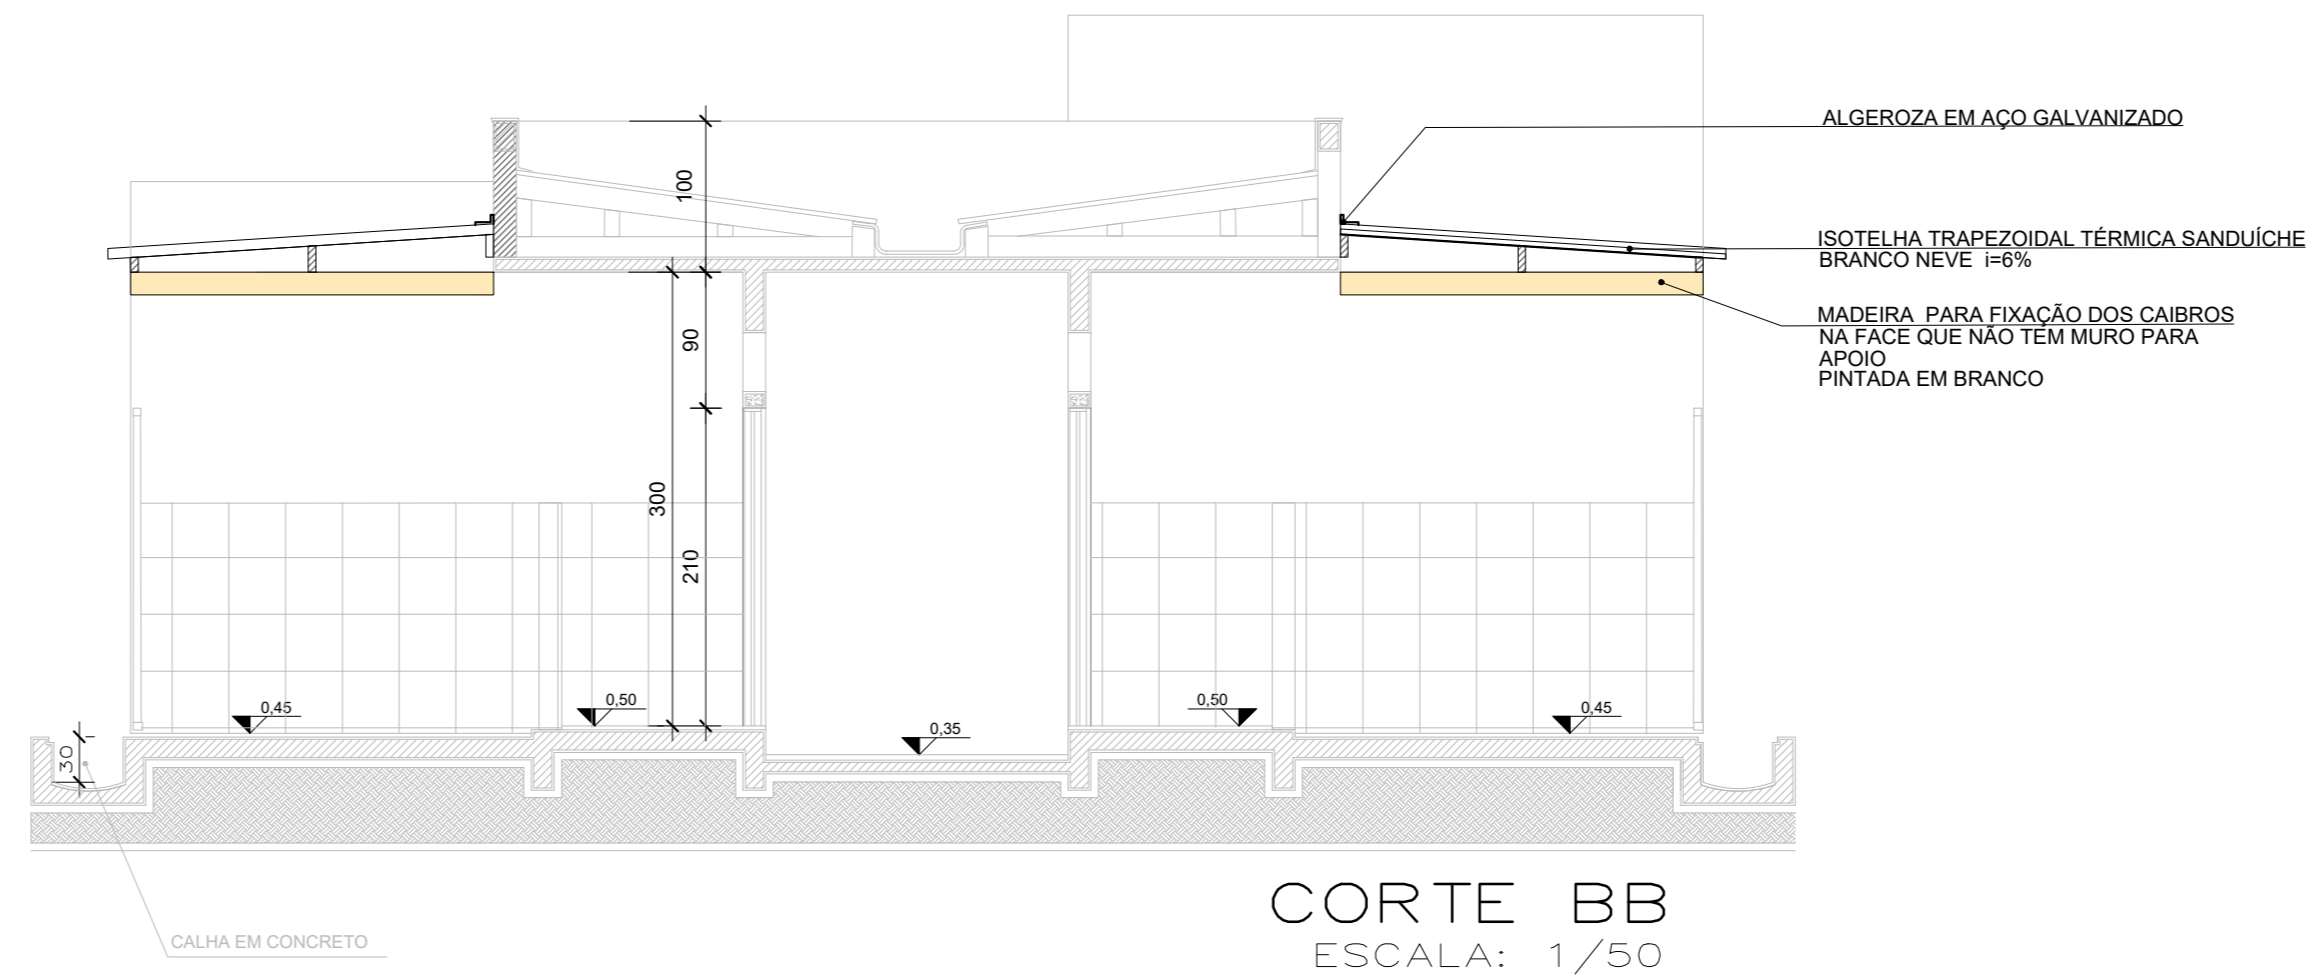 ALGEROZA EM AÇO GALVANIZADO
100
ISOTELHA TRAPEZOIDAL TÉRMICA SANDUÍCHE
BRANCO NEVE  i=6%
MADEIRA  PARA FIXAÇÃO DOS CAIBROS
NA FACE QUE NÃO TEM MURO PARA
APOIO
PINTADA EM BRANCO
90
300
210
0,45
0,50
0,35
0,50
0,45
30
CALHA EM CONCRETO
CORTE BB
ESCALA: 1/50